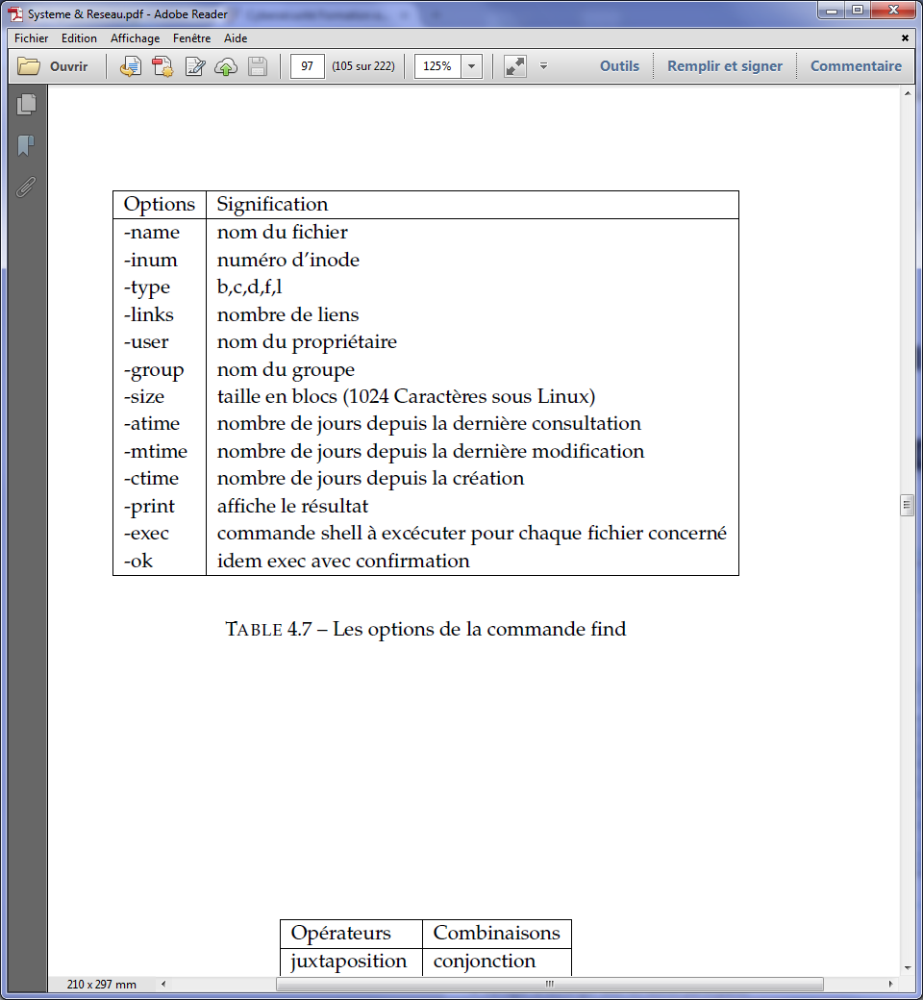 Systeme & Reseau.pdf - Adobe Reader
Fichier Edition Affichage Fenêtre Aide
Ouvrir 97 (105 sur 222) 125% Outils Remplir et signer Commentaire
Options Signification
-name nom du fichier
-inum numéro d'inode
-type b,c,d,f,l
-links nombre de liens
-user nom du propriétaire
-group nom du groupe
-size taille en blocs (1024 Caractères sous Linux)
-atime nombre de jours depuis la dernière consultation
-mtime nombre de jours depuis la dernière modification
-ctime nombre de jours depuis la création
-print affiche le résultat
-exec commande shell à excécuter pour chaque fichier concerné
-ok idem exec avec confirmation
TABLE 4.7 – Les options de la commande find
Opérateurs Combinaisons
juxtaposition conjonction
210 x 297 mm